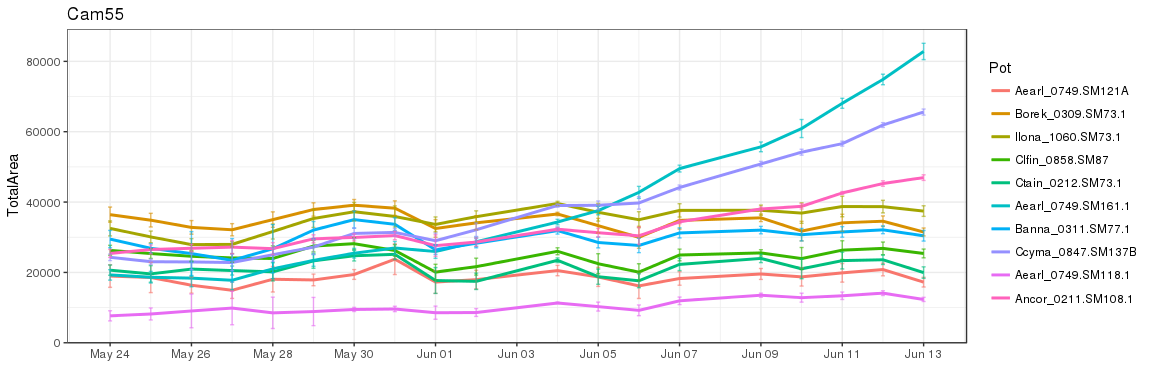 Cam55
TotalArea
80000
60000
40000
20000
0
May 24 May 26 May 28 May 30 Jun 01 Jun 03 Jun 05 Jun 07 Jun 09 Jun 11 Jun 13
Pot
Aearl_0749.SM121A
Borek_0309.SM73.1
Ilona_1060.SM73.1
Clfin_0858.SM87
Ctain_0212.SM73.1
Aearl_0749.SM161.1
Banna_0311.SM77.1
Ccyma_0847.SM137B
Aearl_0749.SM118.1
Ancor_0211.SM108.1